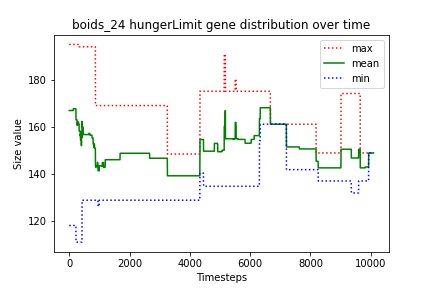 boids_24 hungerLimit gene distribution over time
max
mean
min
Size value
180
160
140
120
0
2000
4000
6000
8000
10000
Timesteps